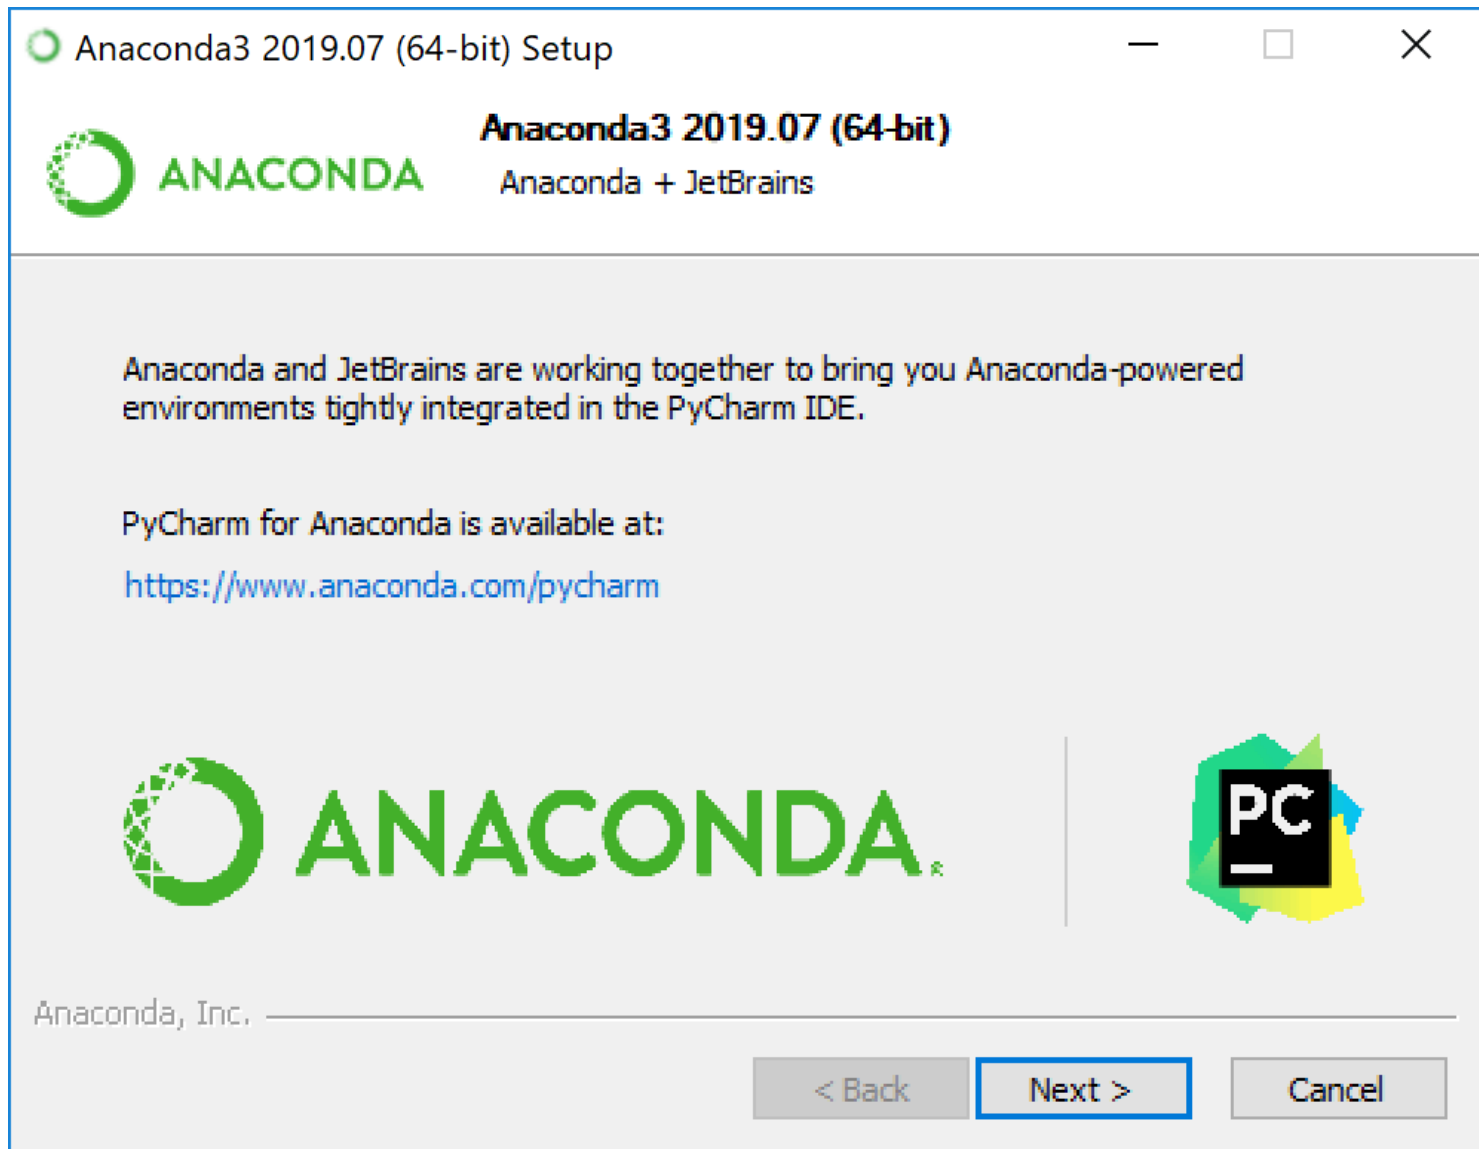 Anaconda3 2019.07 (64-bit) Setup
ANACONDA
Anaconda3 2019.07 (64-bit)
Anaconda + JetBrains
Anaconda and JetBrains are working together to bring you Anaconda-powered
environments tightly integrated in the PyCharm IDE.
PyCharm for Anaconda is available at:
https://www.anaconda.com/pycharm
ANACONDA®
PC
Anaconda, Inc.
< Back
Next >
Cancel